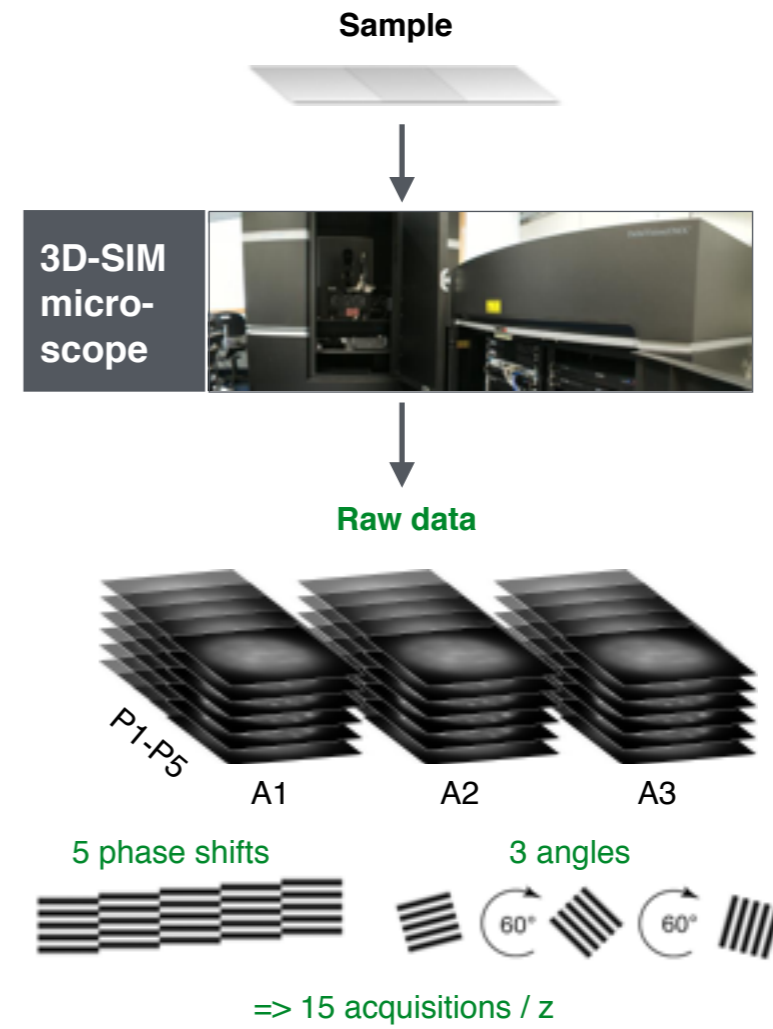 Sample
3D-SIM
micro-
scope
Raw data
P1-P5
A1
A2
A3
5 phase shifts
3 angles
60°
60°
=> 15 acquisitions / z